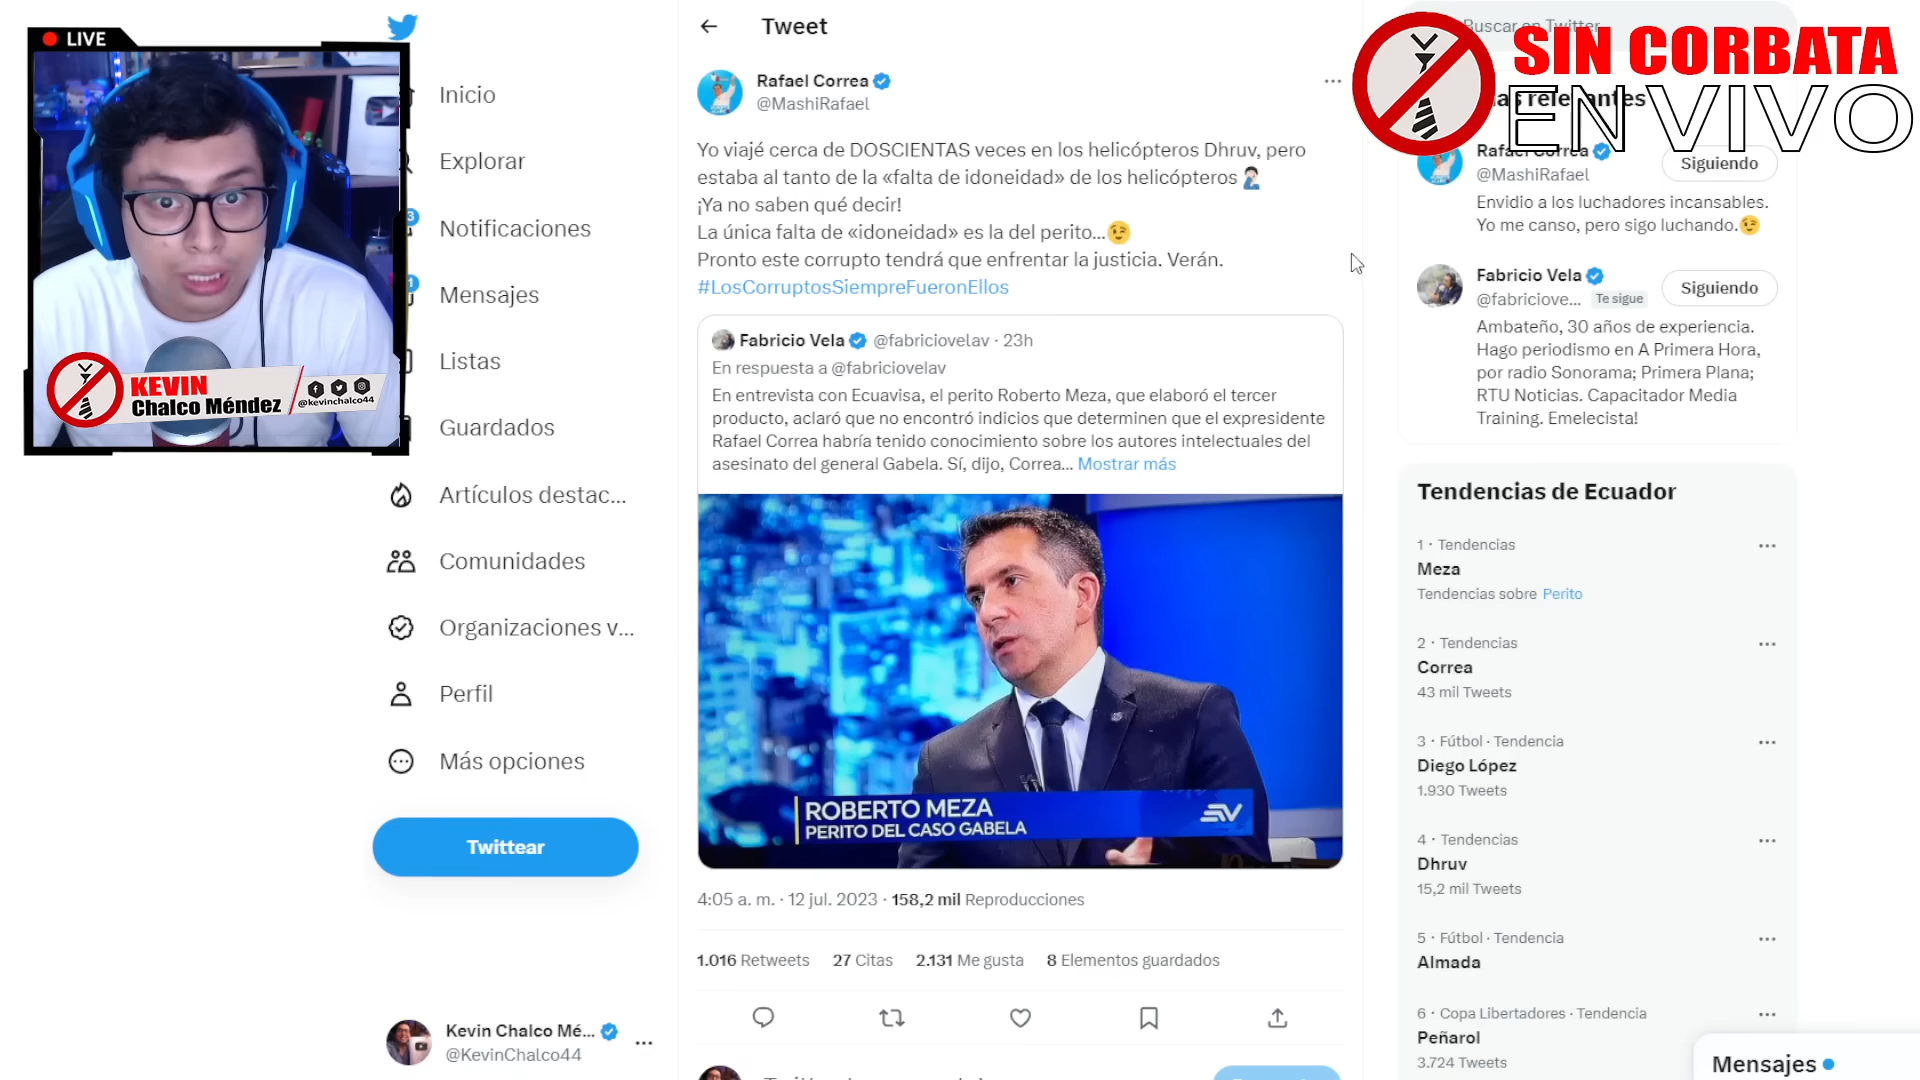 LIVE
KEVIN
Chalco Méndez
@kevinchalco44
Inicio
Explorar
3
Notificaciones
1
Mensajes
Listas
Guardados
Artículos destac...
Comunidades
Organizaciones v...
Perfil
Más opciones
Twittear
Kevin Chalco Mé...
@KevinChalco44
Tweet
Rafael Correa
@MashiRafael
Yo viajé cerca de DOSCIENTAS veces en los helicópteros Dhruv, pero
estaba al tanto de la «falta de idoneidad» de los helicópteros 🤦🏻‍♂️
¡Ya no saben qué decir!
La única falta de «idoneidad» es la del perito...😉
Pronto este corrupto tendrá que enfrentar la justicia. Verán.
#LosCorruptosSiempreFueronEllos
Fabricio Vela @fabriciovelav · 23h
En respuesta a @fabriciovelav
En entrevista con Ecuavisa, el perito Roberto Meza, que elaboró el tercer
producto, aclaró que no encontró indicios que determinen que el expresidente
Rafael Correa habría tenido conocimiento sobre los autores intelectuales del
asesinato del general Gabela. Sí, dijo, Correa... Mostrar más
ROBERTO MEZA
PERITO DEL CASO GABELA
4:05 a. m. · 12 jul. 2023 · 158,2 mil Reproducciones
1.016 Retweets 27 Citas 2.131 Me gusta 8 Elementos guardados
Buscar en Twitter
SIN CORBATA
EN VIVO
relevantes
Rafael Correa
@MashiRafael
Siguiendo
Envidio a los luchadores incansables.
Yo me canso, pero sigo luchando.😉
Fabricio Vela
@fabriciove... Te sigue
Siguiendo
Ambateño, 30 años de experiencia.
Hago periodismo en A Primera Hora,
por radio Sonorama; Primera Plana;
RTU Noticias. Capacitador Media
Training. Emelecista!
Tendencias de Ecuador
1 · Tendencias
Meza
Tendencias sobre Perito
2 · Tendencias
Correa
43 mil Tweets
3 · Fútbol · Tendencia
Diego López
1.930 Tweets
4 · Tendencias
Dhruv
15,2 mil Tweets
5 · Fútbol · Tendencia
Almada
6 · Copa Libertadores · Tendencia
Peñarol
3.724 Tweets
Mensajes